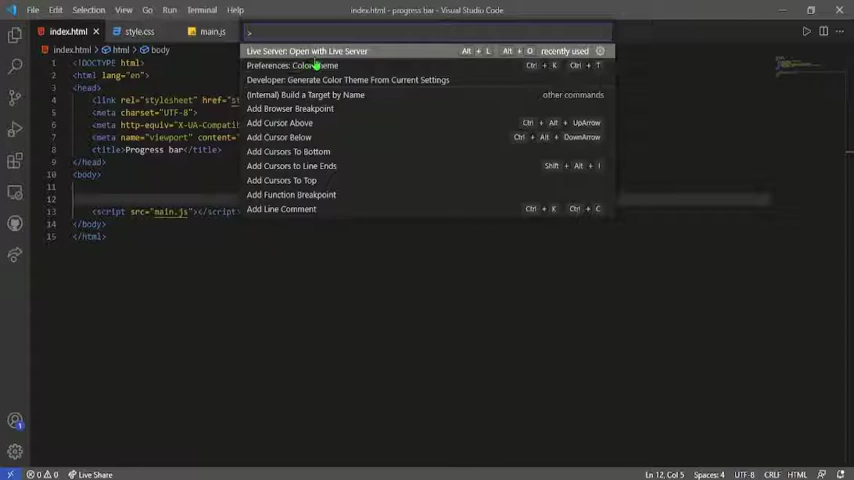 File Edit Selection View Go Run Terminal Help
index.html - progress bar - Visual Studio Code
index.html
style.css
main.js
index.html > html > body
>
Live Server: Open with Live Server Alt + L Alt + O recently used
Preferences: Color Theme Ctrl + K Ctrl + T
Developer: Generate Color Theme From Current Settings
(Internal) Build a Target by Name other commands
Add Browser Breakpoint
Add Cursor Above Ctrl + Alt + UpArrow
Add Cursor Below Ctrl + Alt + DownArrow
Add Cursors To Bottom
Add Cursors to Line Ends Shift + Alt + I
Add Cursors To Top
Add Function Breakpoint
Add Line Comment Ctrl + K Ctrl + C
1 <!DOCTYPE html>
2 <html lang="en">
3 <head>
4 <link rel="stylesheet" href="st
5 <meta charset="UTF-8">
6 <meta http-equiv="X-UA-Compatib
7 <meta name="viewport" content="
8 <title>Progress bar</title>
9 </head>
10 <body>
11
12
13 <script src="main.js"></script>
14 </body>
15 </html>
1
0 0 Live Share
Ln 12, Col 5 Spaces: 4 UTF-8 CRLF HTML